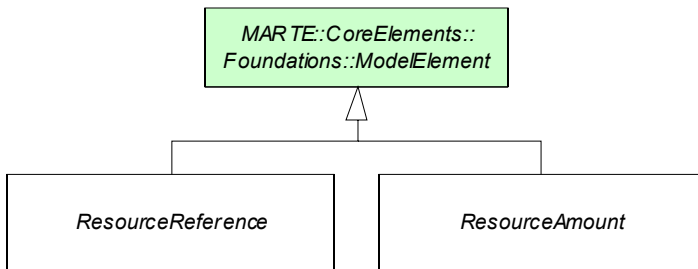 MARTE::CoreElements::
Foundations::ModelElement
ResourceReference
ResourceAmount